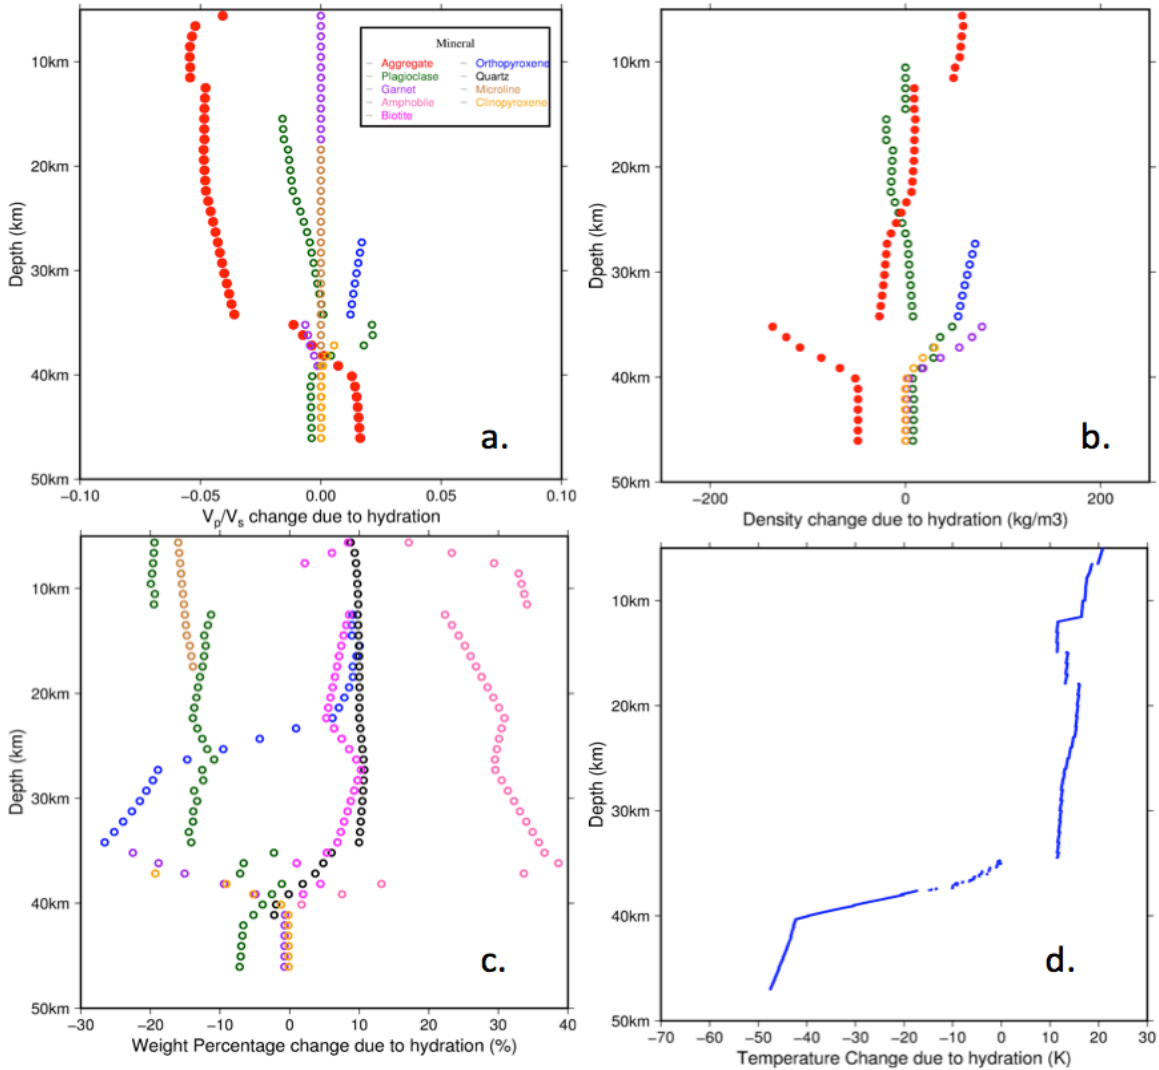 10km
20km
30km
40km
50km
Depth (km)
−0.10 −0.05 0.00 0.05 0.10
Vp/Vs change due to hydration
Mineral
Aggregate Orthopyroxene
Plagioclase Quartz
Garnet Microline
Amphobile Clinopyroxene
Biotite
a.
10km
20km
30km
40km
50km
Dpeth (km)
−200 0 200
Density change due to hydration (kg/m3)
b.
10km
20km
30km
40km
50km
Depth (km)
−30 −20 −10 0 10 20 30 40
Weight Percentage change due to hydration (%)
c.
10km
20km
30km
40km
50km
Depth (km)
−70 −60 −50 −40 −30 −20 −10 0 10 20 30
Temperature Change due to hydration (K)
d.